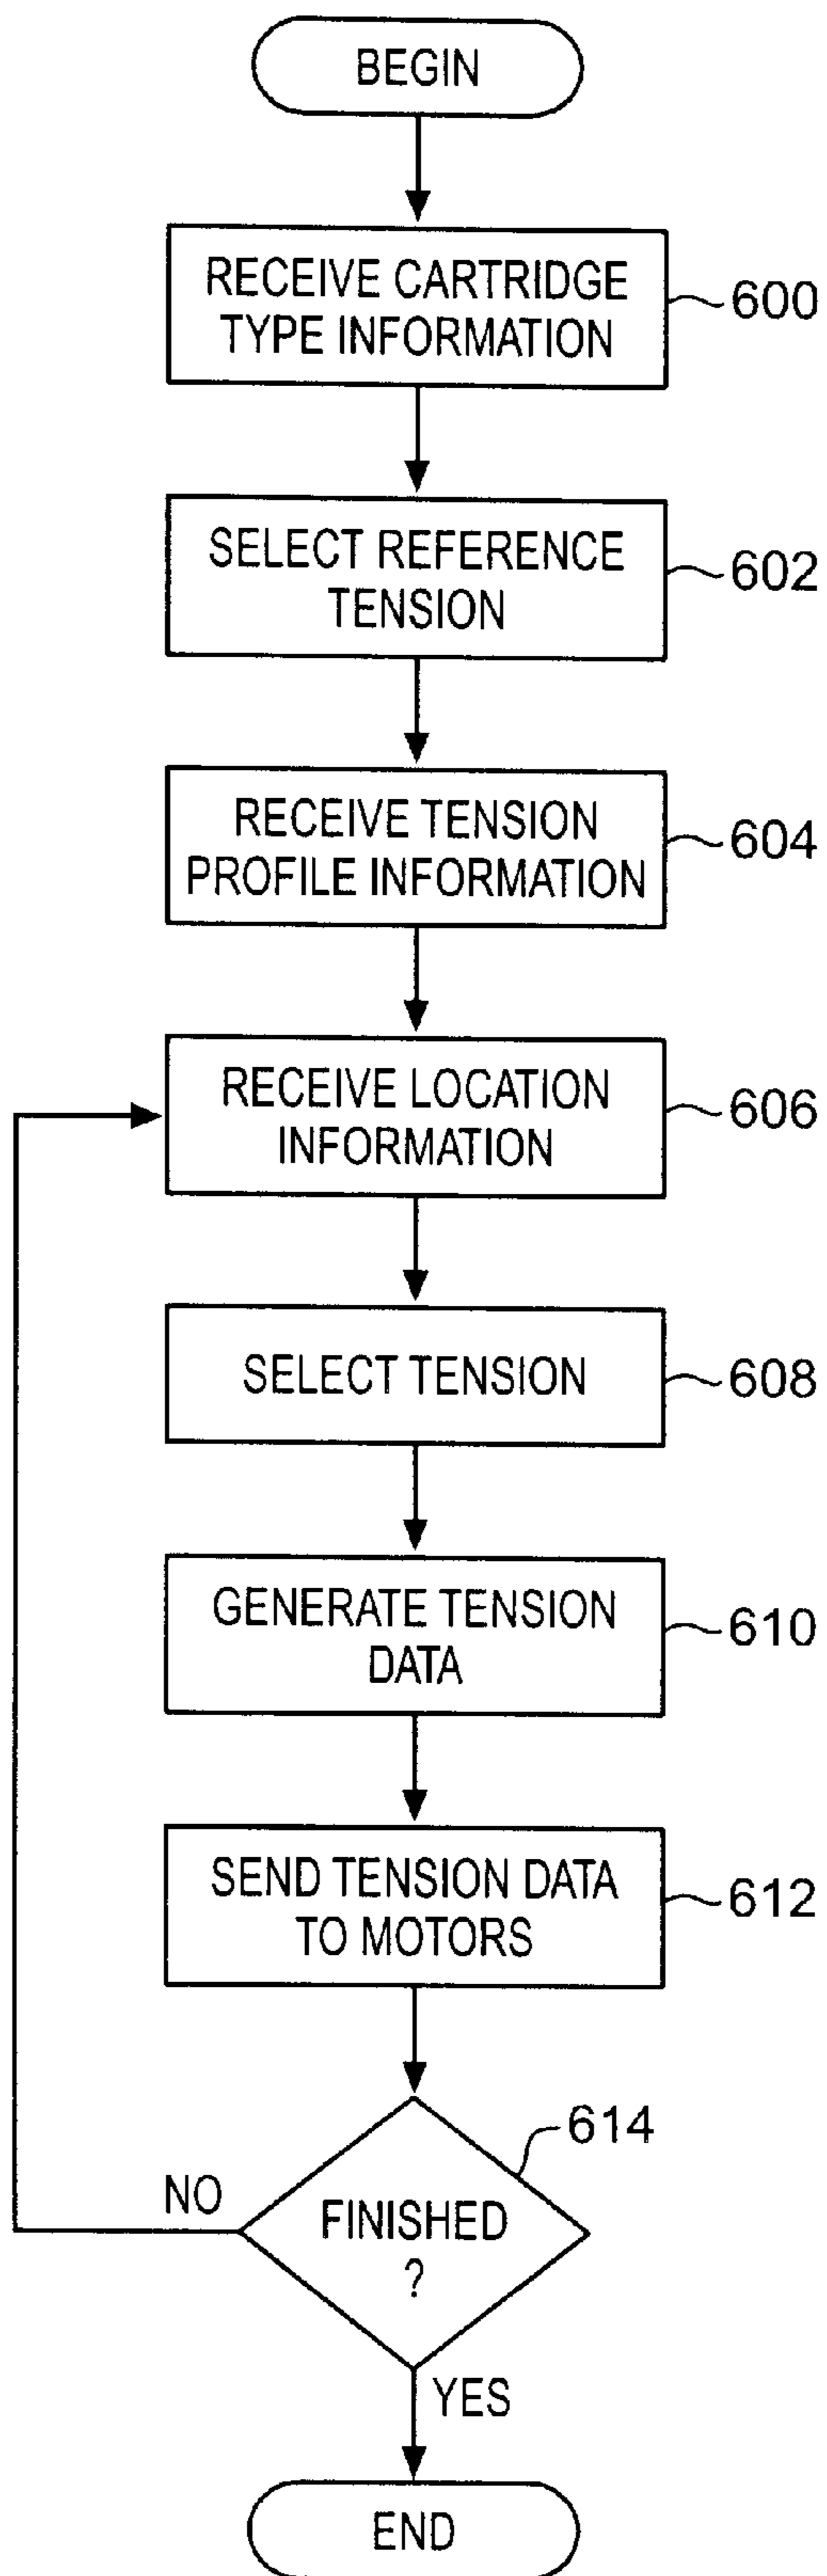 BEGIN
RECEIVE CARTRIDGE
TYPE INFORMATION
600
SELECT REFERENCE
TENSION
602
RECEIVE TENSION
PROFILE INFORMATION
604
RECEIVE LOCATION
INFORMATION
606
SELECT TENSION
608
GENERATE TENSION
DATA
610
SEND TENSION DATA
TO MOTORS
612
614
FINISHED
?
NO
YES
END